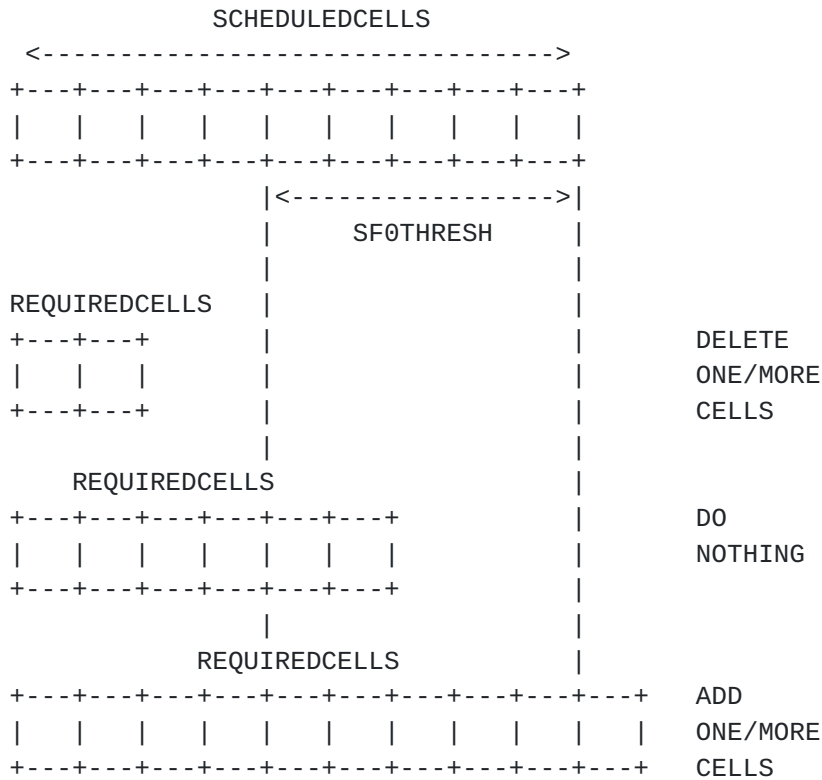 SCHEDULEDCELLS
<---------------------------------->
+---+---+---+---+---+---+---+---+---+
|   |   |   |   |   |   |   |   |   |
+---+---+---+---+---+---+---+---+---+
                |<----------------->|
                |     SF0THRESH     |
                |                   |
REQUIREDCELLS   |                   |
+---+---+       |                   |       DELETE
|   |   |       |                   |       ONE/MORE
+---+---+       |                   |       CELLS
                |                   |
    REQUIREDCELLS                   |
+---+---+---+---+---+---+           |       DO
|   |   |   |   |   |   |           |       NOTHING
+---+---+---+---+---+---+           |
                |                   |
            REQUIREDCELLS           |
+---+---+---+---+---+---+---+---+---+---+   ADD
|   |   |   |   |   |   |   |   |   |   |   ONE/MORE
+---+---+---+---+---+---+---+---+---+---+   CELLS